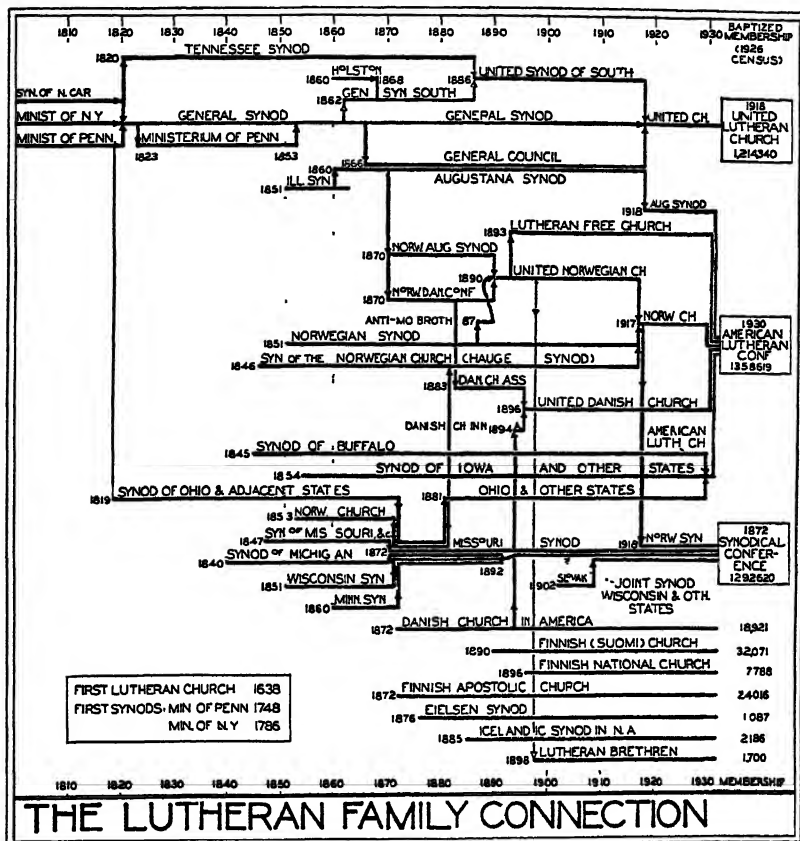 1810 1820 1830 1840 1850 1860 1870 1880 1890 1900 1910 1920 1930
BAPTIZED
MEMBERSHIP
(1926
CENSUS)
1820
TENNESSEE SYNOD
1860 HOLSTON
1868
1886
UNITED SYNOD OF SOUTH
1862
GEN SYN SOUTH
SYN. OF N. CAR
MINIST OF N Y
GENERAL SYNOD
GENERAL SYNOD
UNITED CH.
1918
UNITED
LUTHERAN
CHURCH
1,214,340
MINIST OF PENN.
1823
MINISTERIUM OF PENN.
1853
1866
GENERAL COUNCIL
1860
AUGUSTANA SYNOD
1851
ILL. SYN
1918
AUG SYNOD
1893
LUTHERAN FREE CHURCH
1870
NORW. AUG SYNOD
1890
UNITED NORWEGIAN CH
1870
NORW. DAN. CONF
ANTI-MO BROTH
87
1917
NORW CH
1851
NORWEGIAN SYNOD
1846
SYN OF THE NORWEGIAN CHURCH (HAUGE SYNOD)
1930
AMERICAN
LUTHERAN
CONF
1358619
1883
DAN. CH ASS
1896
UNITED DANISH CHURCH
DANISH CH IN N
1894
AMERICAN
LUTH. CH
1845
SYNOD OF BUFFALO
1854
SYNOD OF IOWA AND OTHER STATES
1819
SYNOD OF OHIO & ADJACENT STATES
1881
OHIO & OTHER STATES
1853
NORW. CHURCH
1847
SYN OF MISSOURI, &C
1872
MISSOURI SYNOD
1918
NORW SYN
1872
SYNODICAL
CONFER-
ENCE
1292620
1840
SYNOD OF MICHIGAN
1892
1851
WISCONSIN SYN
1902
SLOVAK
JOINT SYNOD
WISCONSIN & OTH.
STATES
1860
MINN. SYN
1872
DANISH CHURCH IN AMERICA
18,921
1890
FINNISH (SUOMI) CHURCH
32,071
1896
FINNISH NATIONAL CHURCH
7788
1872
FINNISH APOSTOLIC CHURCH
24016
1876
EIELSEN SYNOD
1087
1885
ICELANDIC SYNOD IN N. A
2186
1898
LUTHERAN BRETHREN
1,700
FIRST LUTHERAN CHURCH 1638
FIRST SYNODS: MIN OF PENN 1748
MIN. OF N.Y 1786
1810 1820 1830 1840 1850 1860 1870 1880 1890 1900 1910 1920 1930 MEMBERSHIP
THE LUTHERAN FAMILY CONNECTION